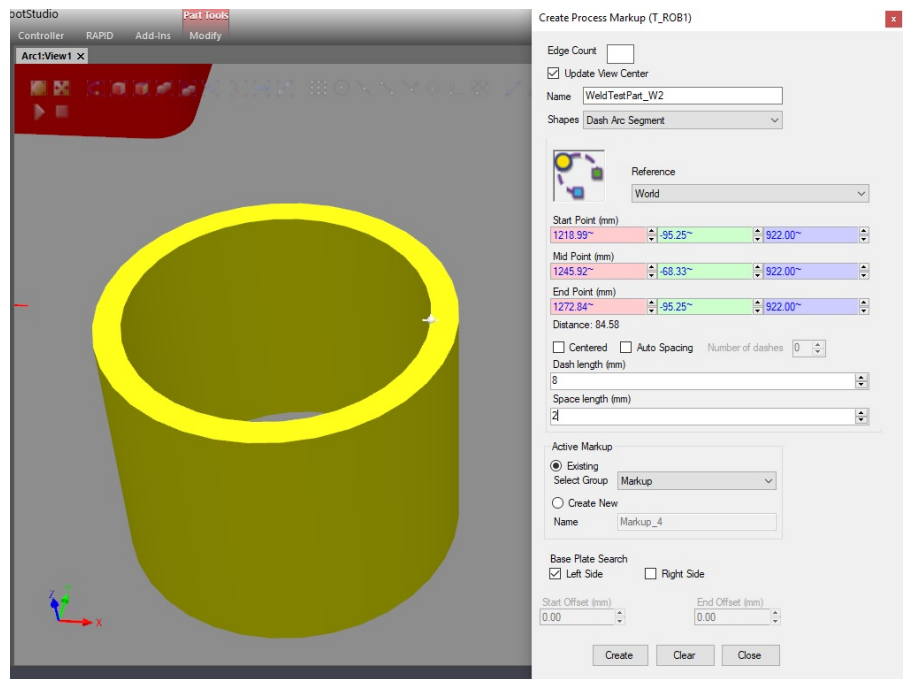 ootStudio
Part Tools
Controller RAPID Add-Ins Modify
Arc1:View1 X
Z
X
Create Process Markup (T_ROB1)
x
Edge Count
Update View Center
Name WeldTestPart_W2
Shapes Dash Arc Segment
Reference
World
Start Point (mm)
1218.99~ -95.25~ 922.00~
Mid Point (mm)
1245.92~ -68.33~ 922.00~
End Point (mm)
1272.84~ -95.25~ 922.00~
Distance: 84.58
Centered Auto Spacing Number of dashes 0
Dash length (mm)
8
Space length (mm)
2
Active Markup
Existing
Select Group Markup
Create New
Name Markup_4
Base Plate Search
Left Side Right Side
Start Offset (mm) End Offset (mm)
0.00 0.00
Create Clear Close